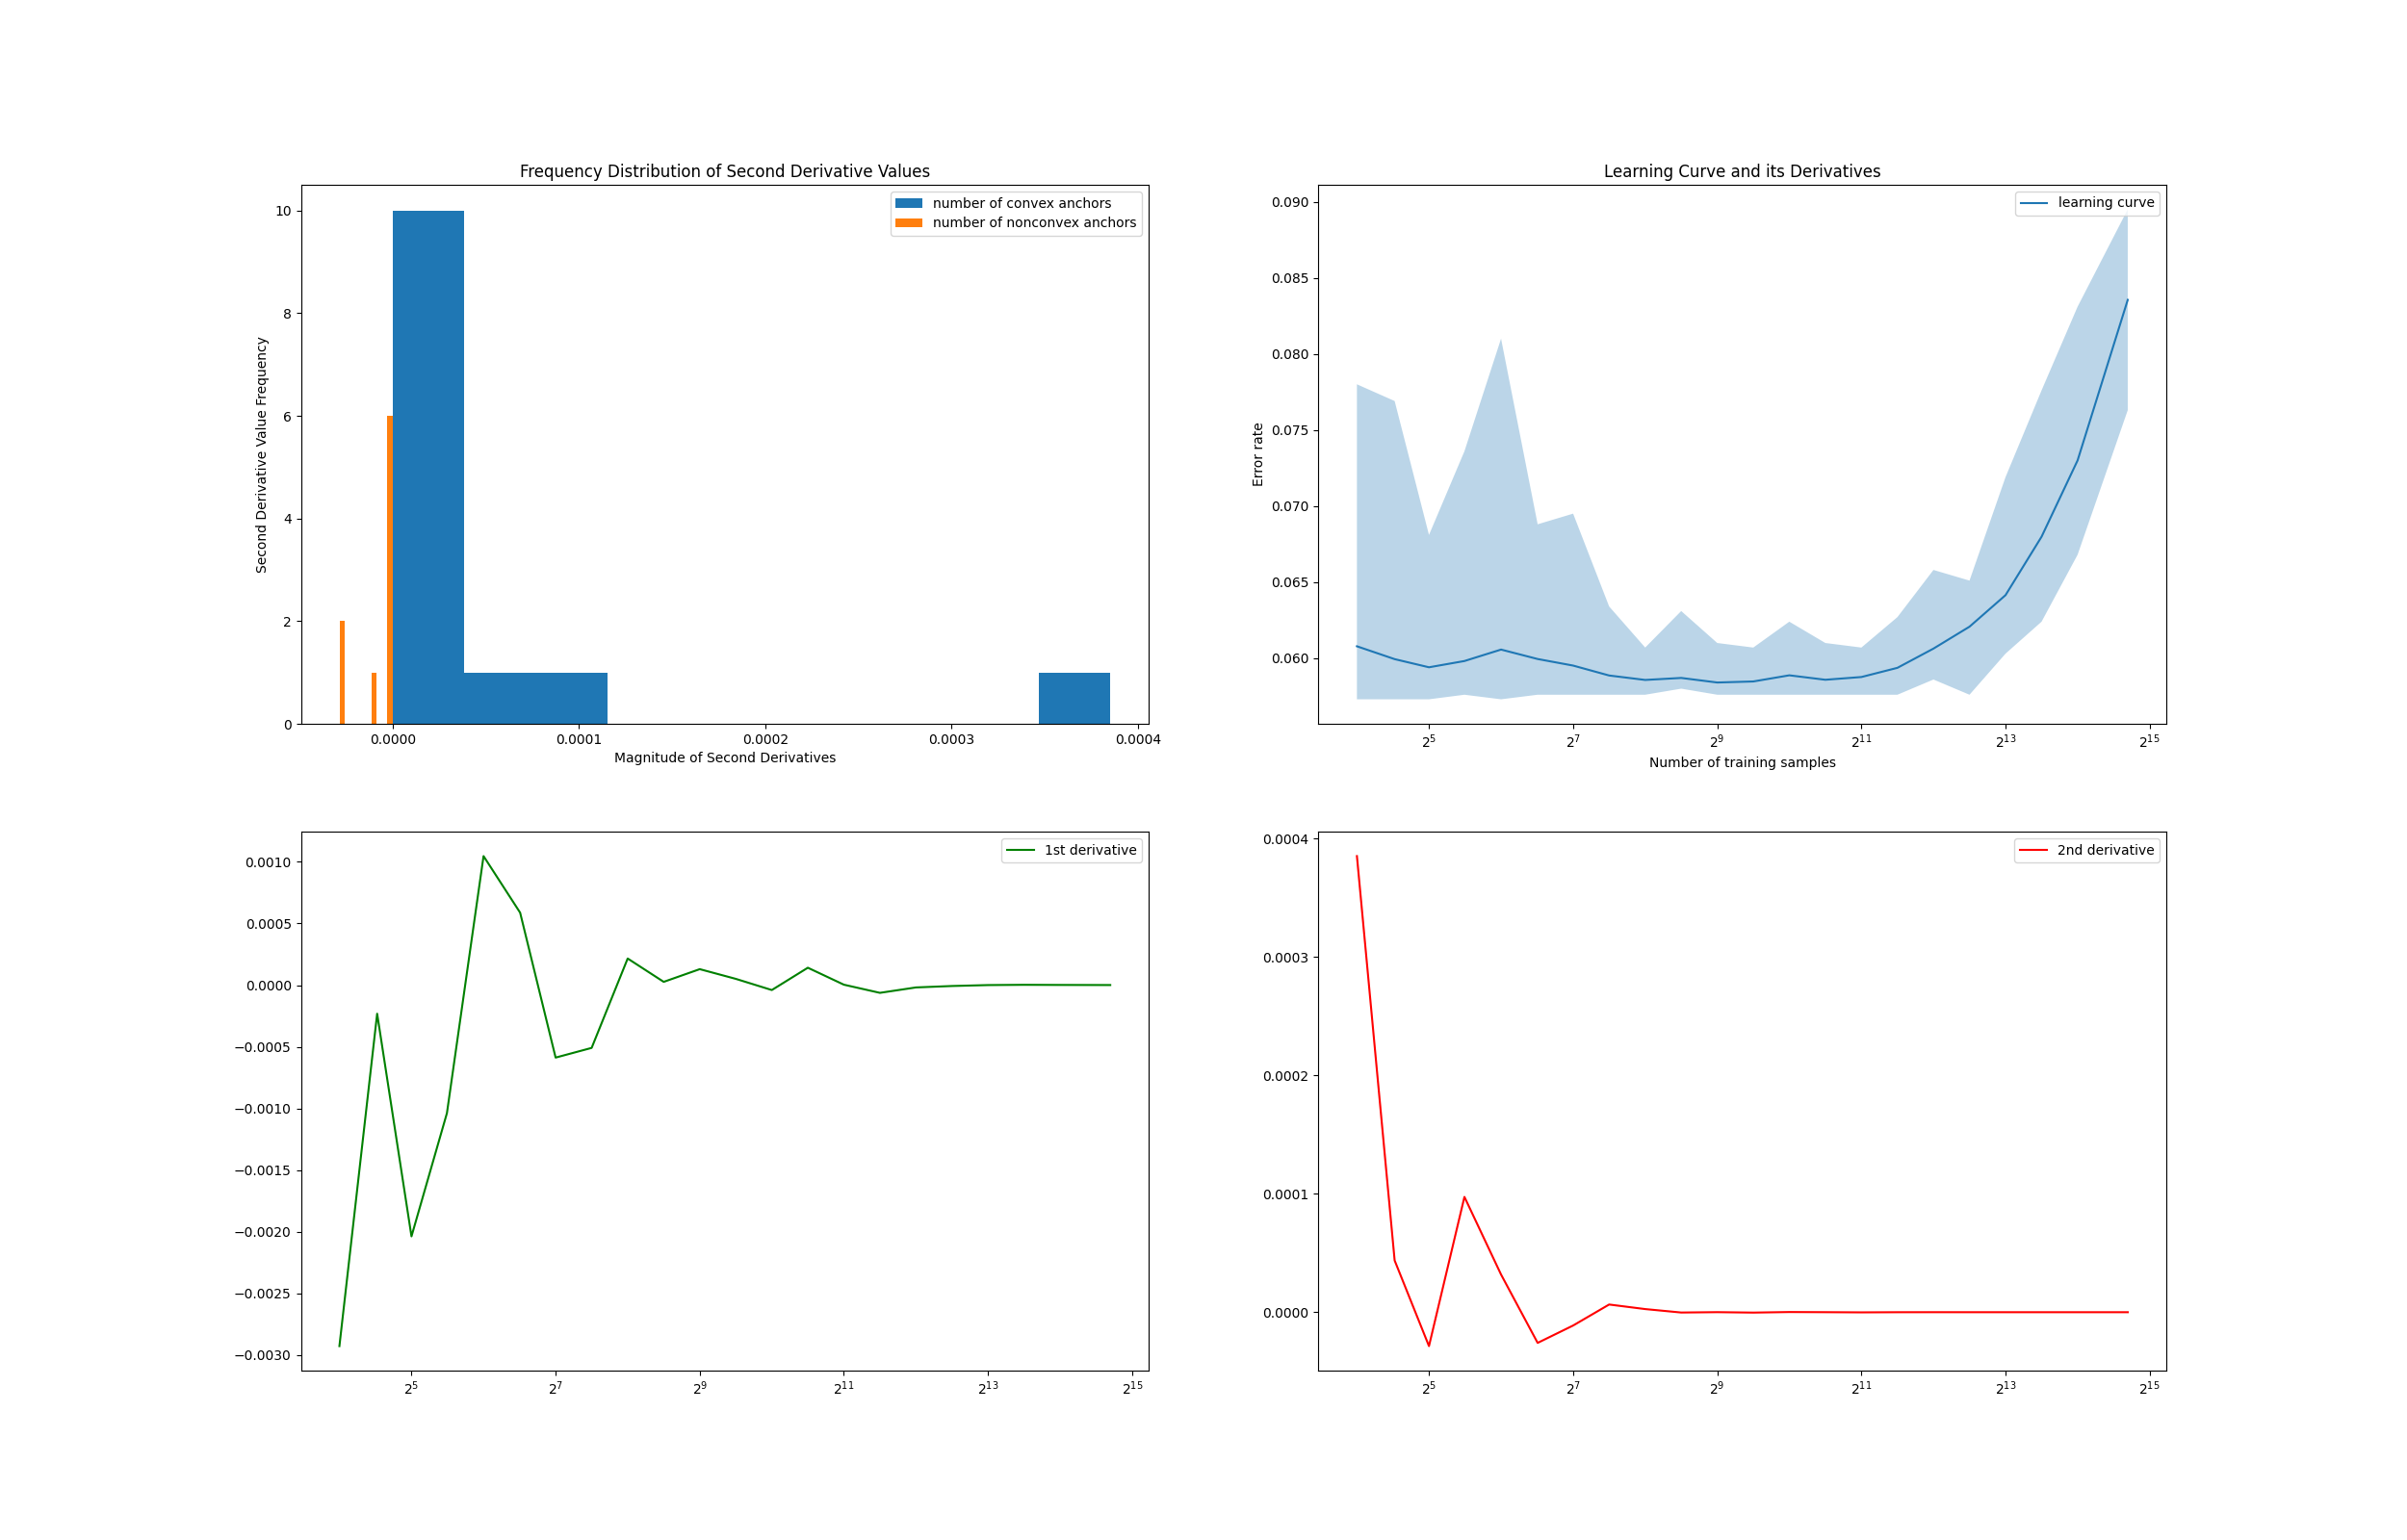 Frequency Distribution of Second Derivative Values
number of convex anchors
number of nonconvex anchors
Second Derivative Value Frequency
10
8
6
4
2
0
0.0000 0.0001 0.0002 0.0003 0.0004
Magnitude of Second Derivatives
Learning Curve and its Derivatives
learning curve
Error rate
0.090
0.085
0.080
0.075
0.070
0.065
0.060
2^5 2^7 2^9 2^11 2^13 2^15
Number of training samples
1st derivative
0.0010
0.0005
0.0000
−0.0005
−0.0010
−0.0015
−0.0020
−0.0025
−0.0030
2^5 2^7 2^9 2^11 2^13 2^15
2nd derivative
0.0004
0.0003
0.0002
0.0001
0.0000
2^5 2^7 2^9 2^11 2^13 2^15